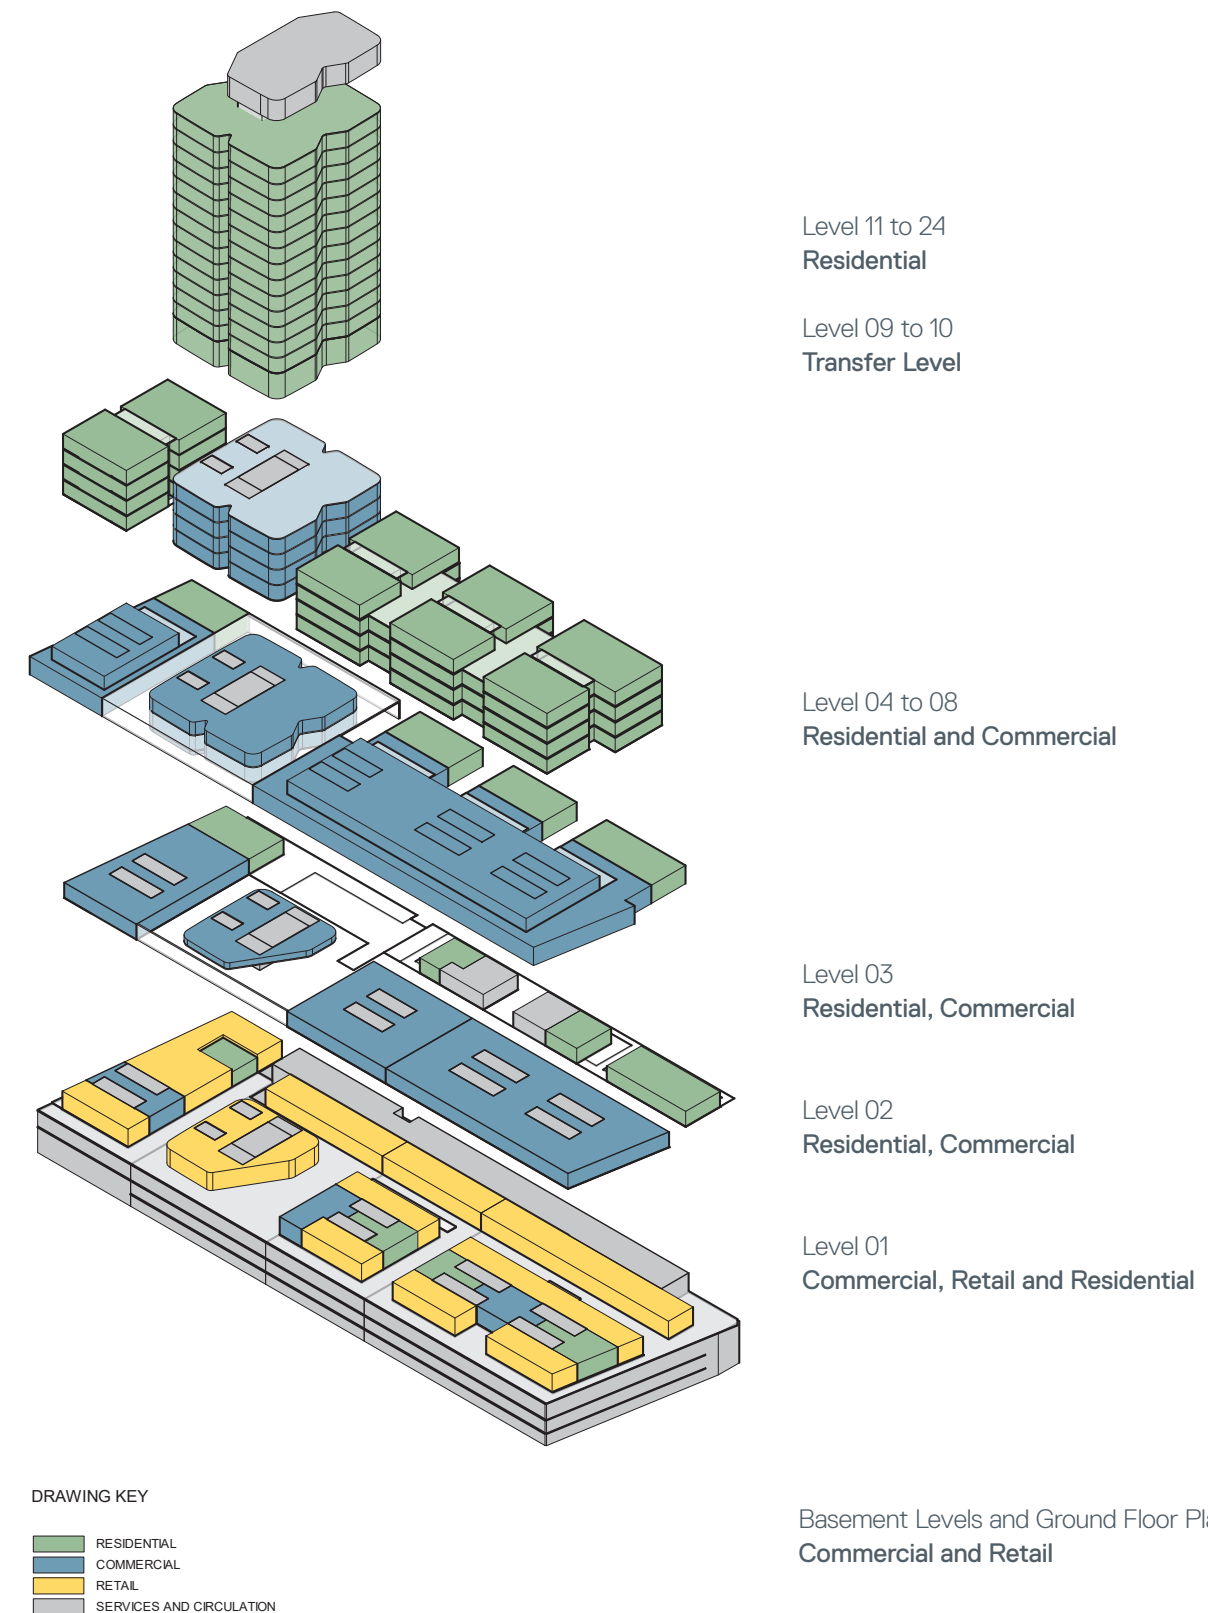 Level 11 to 24
Residential
Level 09 to 10
Transfer Level
Level 04 to 08
Residential and Commercial
Level 03
Residential, Commercial
Level 02
Residential, Commercial
Level 01
Commercial, Retail and Residential
Basement Levels and Ground Floor Pla
Commercial and Retail
DRAWING KEY
RESIDENTIAL
COMMERCIAL
RETAIL
SERVICES AND CIRCULATION